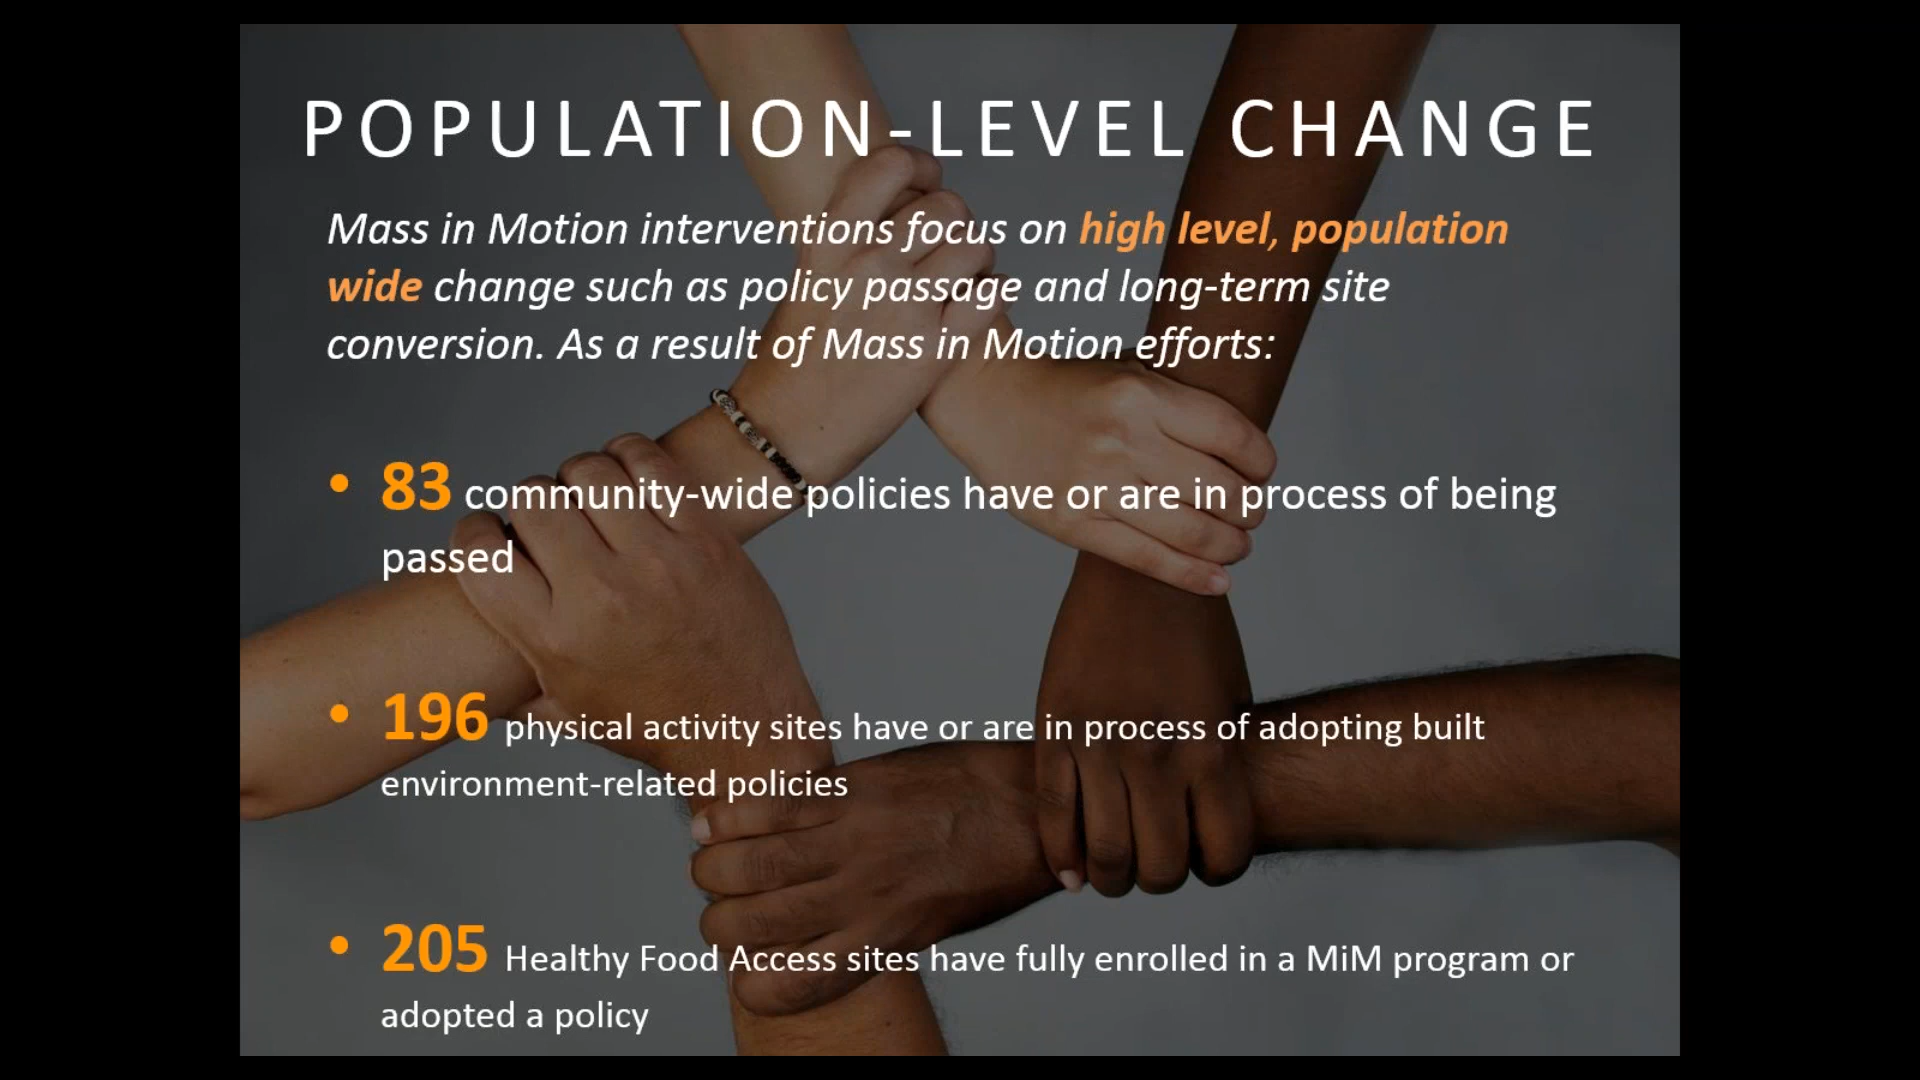 POPULATION-LEVEL CHANGE
Mass in Motion interventions focus on high level, population
wide change such as policy passage and long-term site
conversion. As a result of Mass in Motion efforts:
• 83 community-wide policies have or are in process of being
passed
• 196 physical activity sites have or are in process of adopting built
environment-related policies
• 205 Healthy Food Access sites have fully enrolled in a MiM program or
adopted a policy